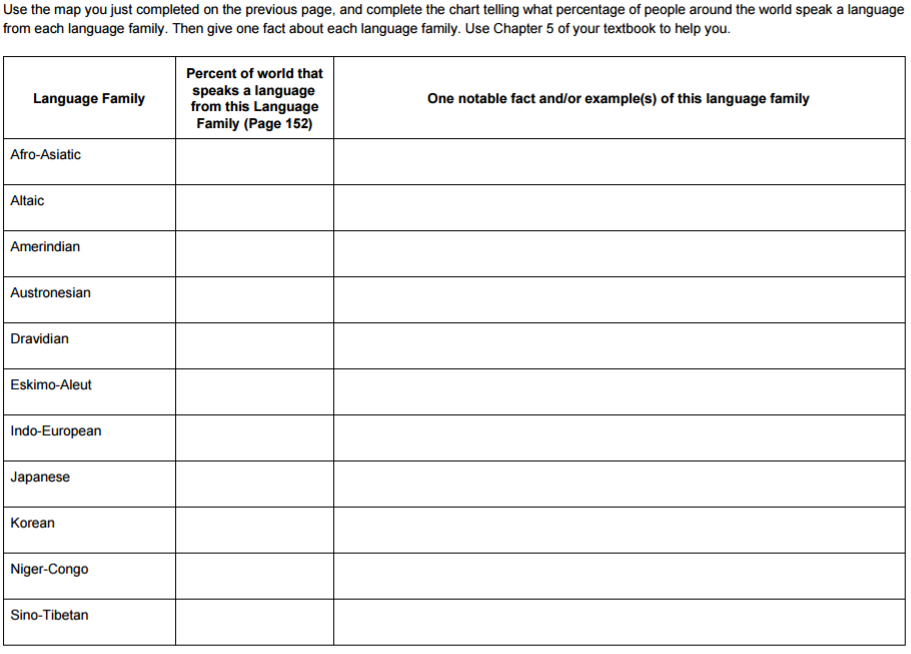 Use the map you just completed on the previous page, and complete the chart telling what percentage of people around the world speak a language
from each language family. Then give one fact about each language family. Use Chapter 5 of your textbook to help you.
Language Family
Percent of world that
speaks a language
from this Language
Family (Page 152)
One notable fact and/or example(s) of this language family
Afro-Asiatic
Altaic
Amerindian
Austronesian
Dravidian
Eskimo-Aleut
Indo-European
Japanese
Korean
Niger-Congo
Sino-Tibetan